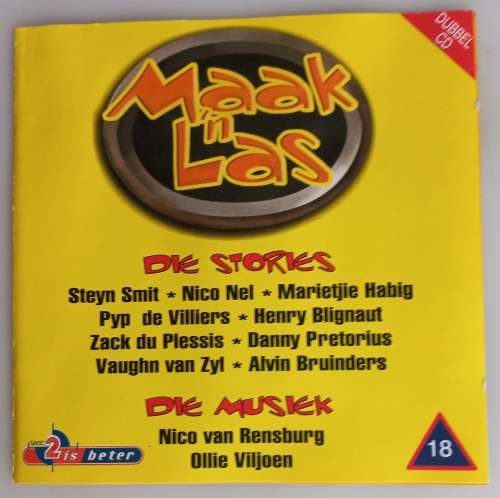 DUBBEL
CD
Maak
'n
Las
DIE STORIES
Steyn Smit * Nico Nel * Marietjie Habig
Pyp de Villiers * Henry Blignaut
Zack du Plessis * Danny Pretorius
Vaughn van Zyl * Alvin Bruinders
DIE MUSIEK
Nico van Rensburg
Ollie Viljoen
2 is beter
18